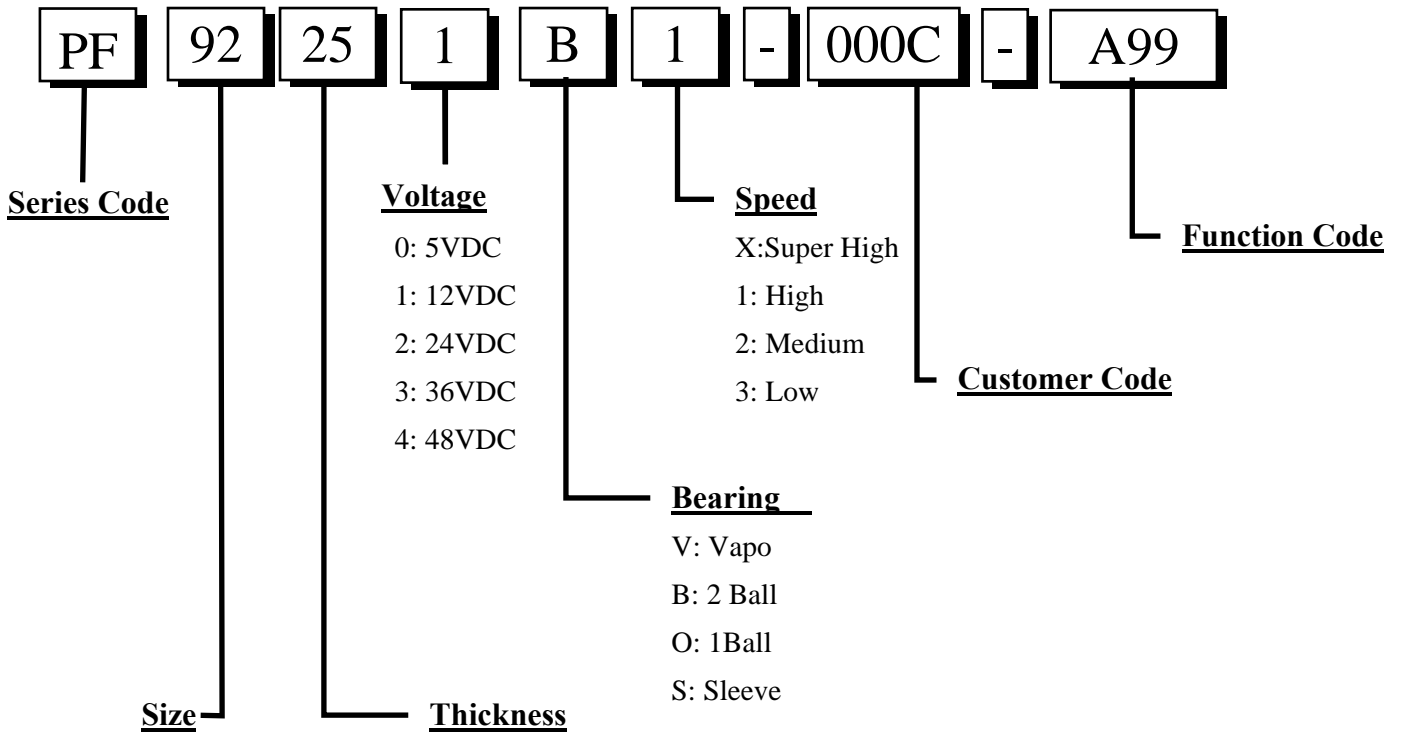 PF 92 25 1 B 1 - 000C - A99
Series Code
Voltage
0: 5VDC
1: 12VDC
2: 24VDC
3: 36VDC
4: 48VDC
Speed
X:Super High
1: High
2: Medium
3: Low
Function Code
Customer Code
Bearing
V: Vapo
B: 2 Ball
O: 1Ball
S: Sleeve
Size
Thickness